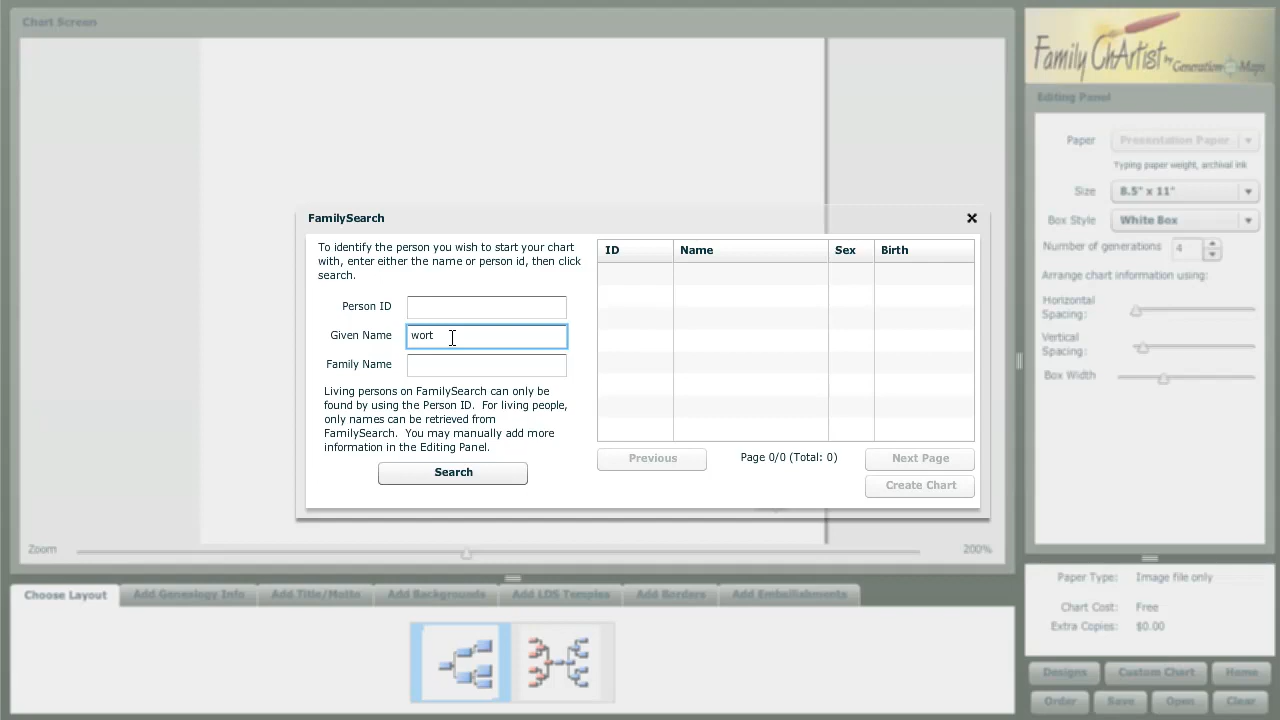 Chart Screen
Family ChArtist by Generation Maps
Editing Panel
Paper Presentation Paper
Typing paper weight, archival ink
Size 8.5" x 11"
Box Style White Box
Number of generations 4
Arrange chart information using:
Horizontal
Spacing:
Vertical
Spacing:
Box Width
FamilySearch
To identify the person you wish to start your chart
with, enter either the name or person id, then click
search.
Person ID
Given Name wort
Family Name
Living persons on FamilySearch can only be
found by using the Person ID. For living people,
only names can be retrieved from
FamilySearch. You may manually add more
information in the Editing Panel.
Search
ID Name Sex Birth
Previous Page 0/0 (Total: 0) Next Page
Create Chart
Zoom 200%
Choose Layout Add Genealogy Info Add Title/Motto Add Backgrounds Add LDS Temples Add Borders Add Embellishments
Paper Type: Image file only
Chart Cost: Free
Extra Copies: $0.00
Designs Custom Chart Home
Order Save Open Clear